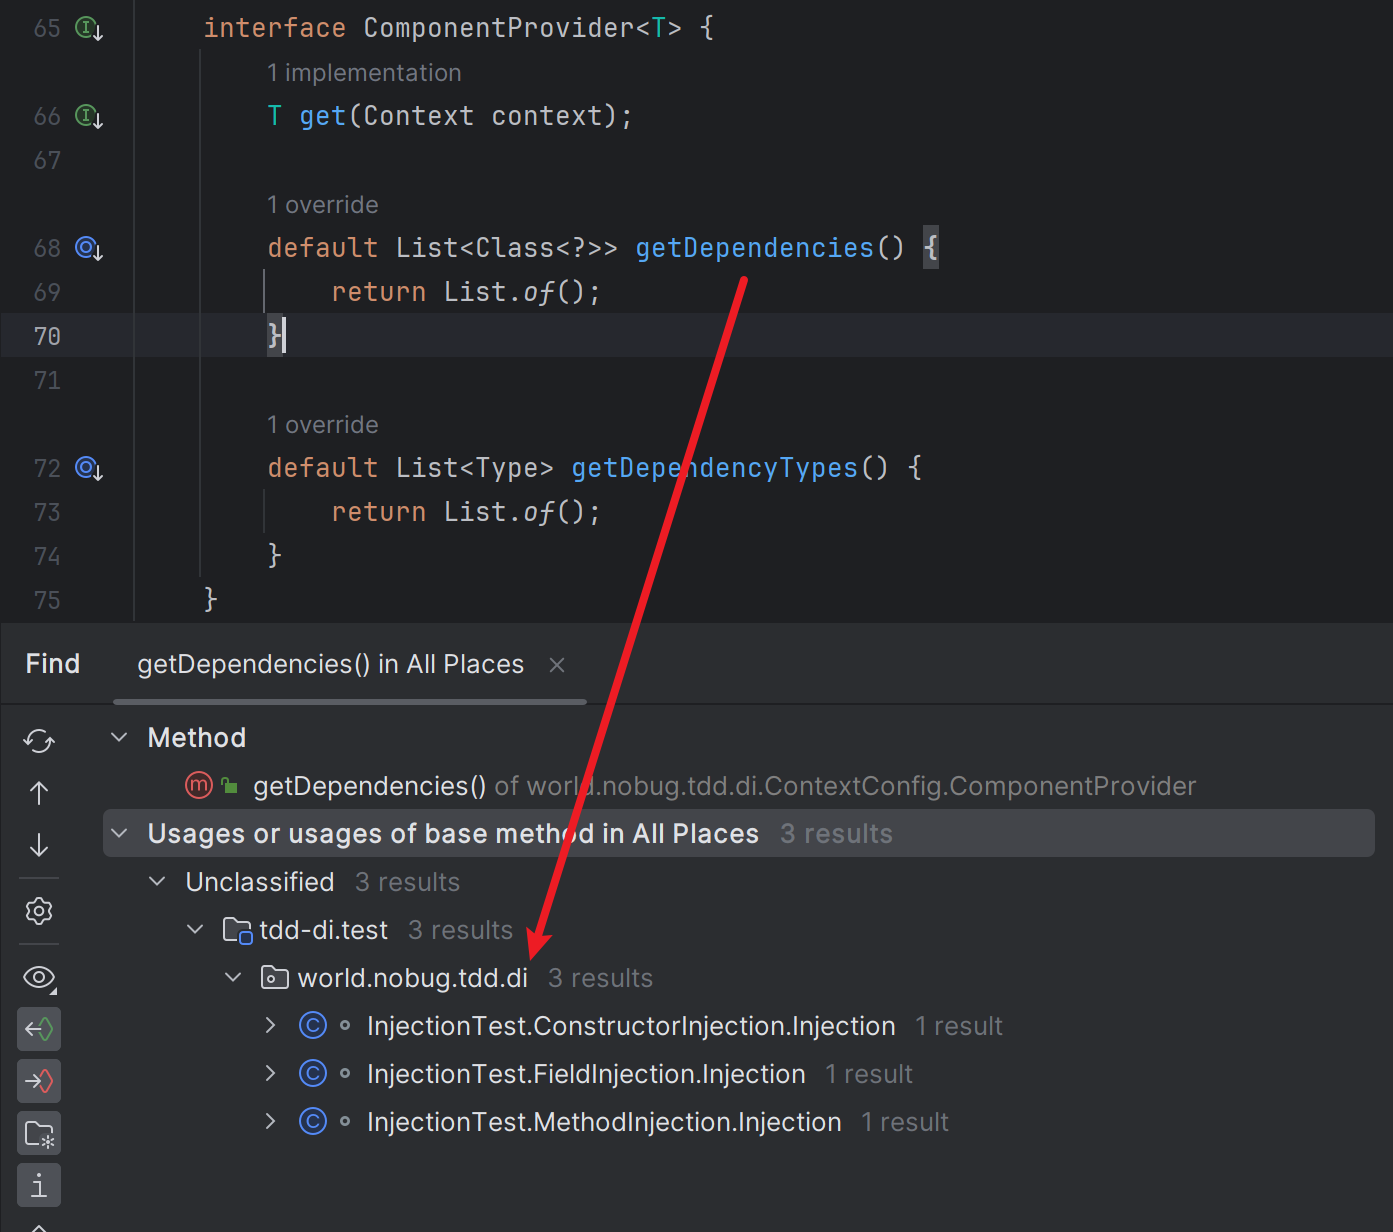 65 interface ComponentProvider<T> {
1 implementation
66 T get(Context context);
67
1 override
68 default List<Class<?>> getDependencies() {
69 return List.of();
70 }
71
1 override
72 default List<Type> getDependencyTypes() {
73 return List.of();
74 }
75 }
Find getDependencies() in All Places
Method
getDependencies() of world.nobug.tdd.di.ContextConfig.ComponentProvider
Usages or usages of base method in All Places 3 results
Unclassified 3 results
tdd-di.test 3 results
world.nobug.tdd.di 3 results
InjectionTest.ConstructorInjection.Injection 1 result
InjectionTest.FieldInjection.Injection 1 result
InjectionTest.MethodInjection.Injection 1 result